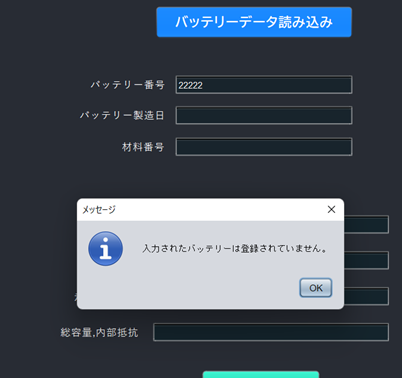 バッテリーデータ読み込み
バッテリー番号
22222
バッテリー製造日
材料番号
メッセージ
入力されたバッテリーは登録されていません。
OK
総容量,内部抵抗